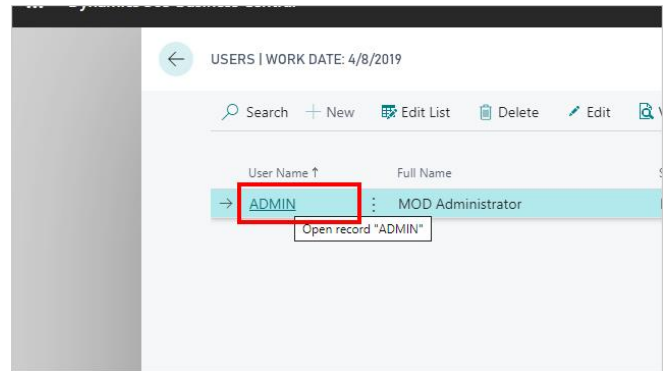 USERS | WORK DATE: 4/8/2019
Search + New Edit List Delete Edit
User Name ↑ Full Name
→ ADMIN ⋮ MOD Administrator
Open record "ADMIN"